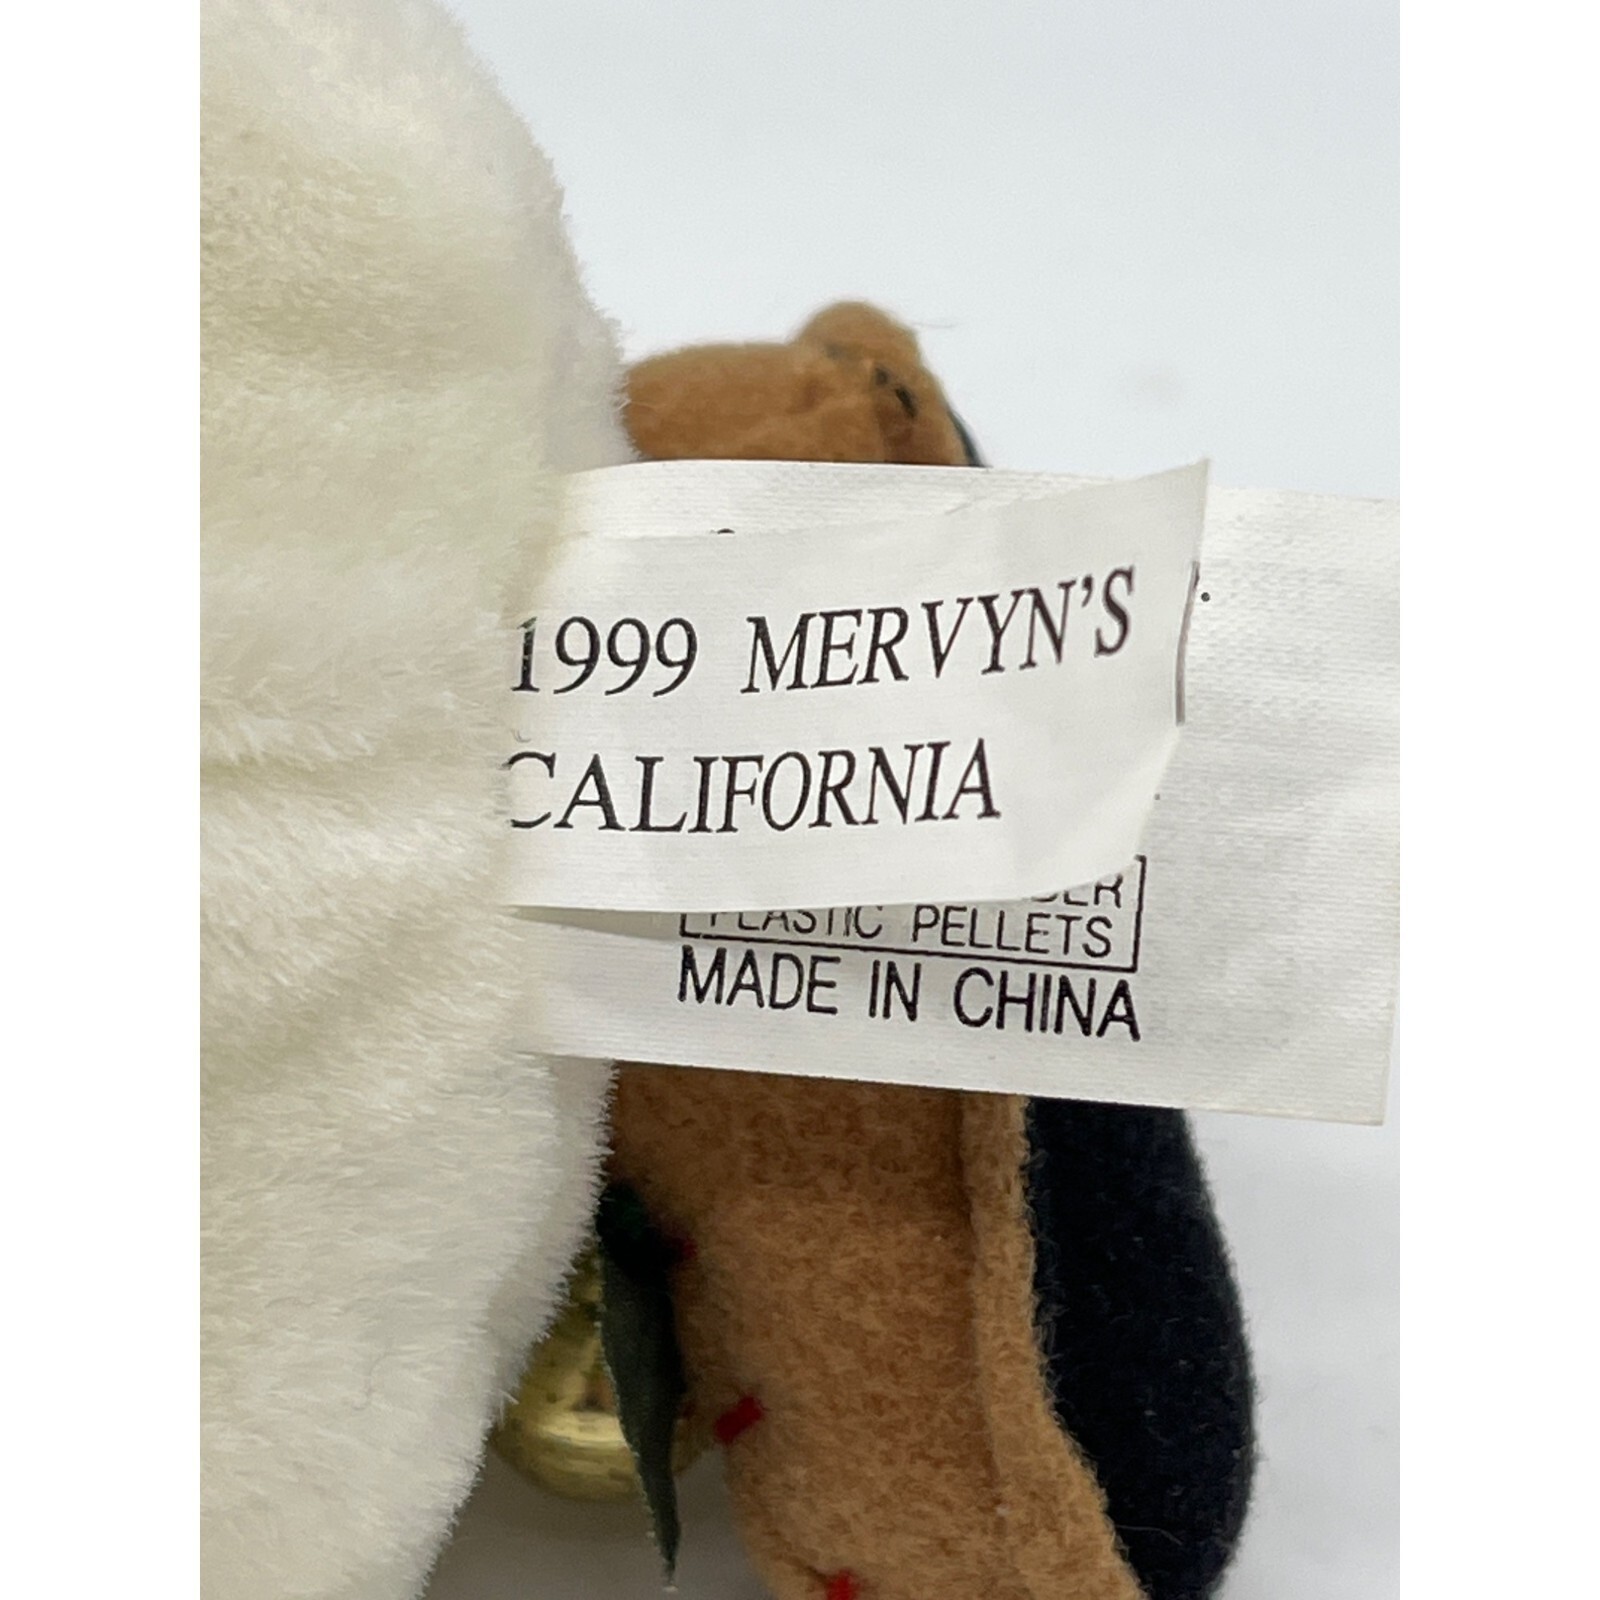 1999 MERVYN'S
CALIFORNIA
PLASTIC PELLETS
MADE IN CHINA